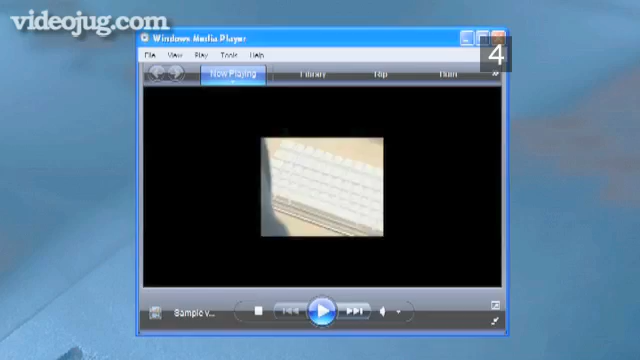 videojug.com
Windows Media Player
4
File View Play Tools Help
Now Playing Library Rip Burn
Sample v...